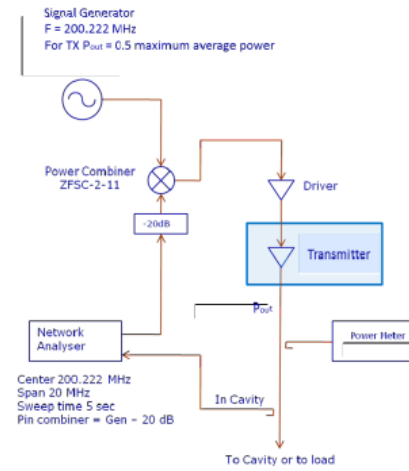 Signal Generator
F = 200.222 MHz
For TX Pout = 0.5 maximum average power
Power Combiner
ZFSC-2-11
Driver
-20dB
Transmitter
Pout
Network
Analyser
Power Meter
Center 200.222 MHz
Span 20 MHz
Sweep time 5 sec
Pin combiner = Gen – 20 dB
In Cavity
To Cavity or to load